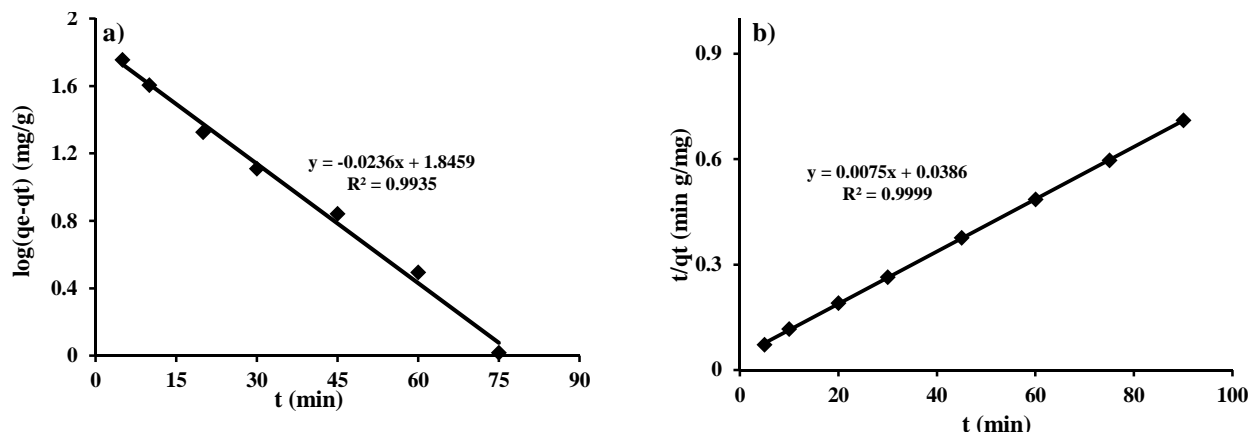 a)
2
1.6
1.2
0.8
0.4
0
0 15 30 45 60 75 90
t (min)
log(qe-qt) (mg/g)
y = -0.0236x + 1.8459
R² = 0.9935
b)
0.9
0.6
0.3
0
0 20 40 60 80 100
t (min)
t/qt (min g/mg)
y = 0.0075x + 0.0386
R² = 0.9999